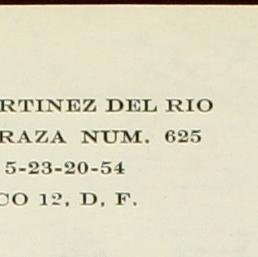 RTINEZ DEL RIO
RAZA NUM. 625
5-23-20-54
CO 12, D, F.